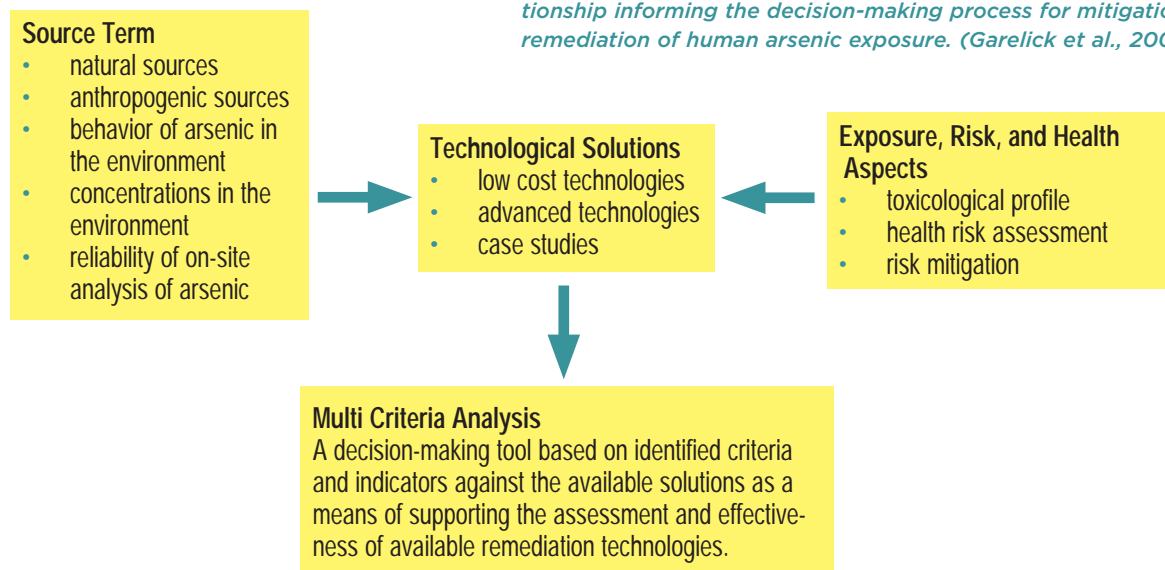 tionship informing the decision-making process for mitigatio
remediation of human arsenic exposure. (Garelick et al., 200
Source Term
• natural sources
• anthropogenic sources
• behavior of arsenic in
the environment
• concentrations in the
environment
• reliability of on-site
analysis of arsenic
Technological Solutions
• low cost technologies
• advanced technologies
• case studies
Exposure, Risk, and Health
Aspects
• toxicological profile
• health risk assessment
• risk mitigation
Multi Criteria Analysis
A decision-making tool based on identified criteria
and indicators against the available solutions as a
means of supporting the assessment and effective-
ness of available remediation technologies.